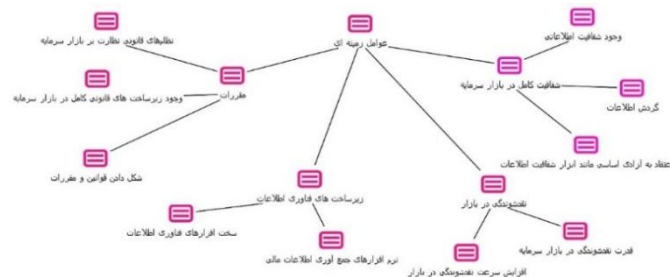 عوامل زمینه ای
وجود شفافیت اطلاعاتی
نظام‌های قانونی نظارت بر بازار سرمایه
شفافیت کامل در بازار سرمایه
مقررات
وجود زیرساخت های قانونی کامل در بازار سرمایه
گردش اطلاعات
عتقاد به آزادی اساسی مانند ابزار شفافیت اطلاعات
شکل دادن قوانین و مقررات
زیرساخت های فناوری اطلاعات
نقدشوندگی در بازار
سخت افزارهای فناوری اطلاعات
نرم افزارهای جمع آوری اطلاعات مالی
قدرت نقدشوندگی در بازار سرمایه
افزایش سرعت نقدشوندگی در بازار